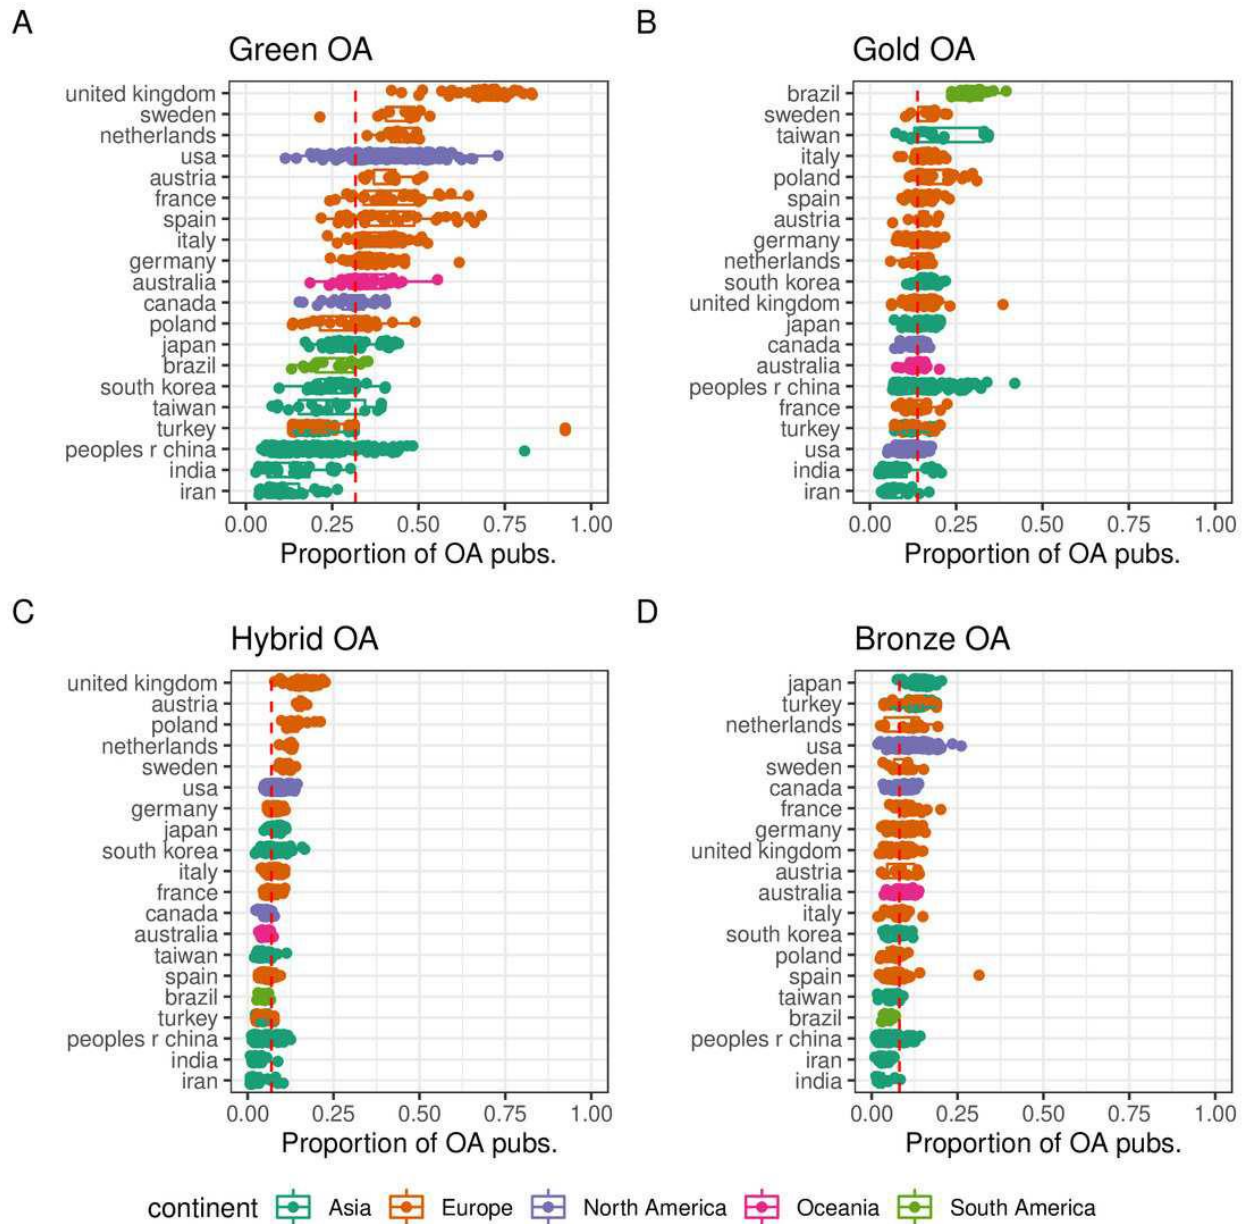 A
Green OA
united kingdom
sweden
netherlands
usa
austria
france
spain
italy
germany
australia
canada
poland
japan
brazil
south korea
taiwan
turkey
peoples r china
india
iran
0.00 0.25 0.50 0.75 1.00
Proportion of OA pubs.
B
Gold OA
brazil
sweden
taiwan
italy
poland
spain
austria
germany
netherlands
south korea
united kingdom
japan
canada
australia
peoples r china
france
turkey
usa
india
iran
0.00 0.25 0.50 0.75 1.00
Proportion of OA pubs.
C
Hybrid OA
united kingdom
austria
poland
netherlands
sweden
usa
germany
japan
south korea
italy
france
canada
australia
taiwan
spain
brazil
turkey
peoples r china
india
iran
0.00 0.25 0.50 0.75 1.00
Proportion of OA pubs.
D
Bronze OA
japan
turkey
netherlands
usa
sweden
canada
france
germany
united kingdom
austria
australia
italy
south korea
poland
spain
taiwan
brazil
peoples r china
iran
india
0.00 0.25 0.50 0.75 1.00
Proportion of OA pubs.
continent Asia Europe North America Oceania South America